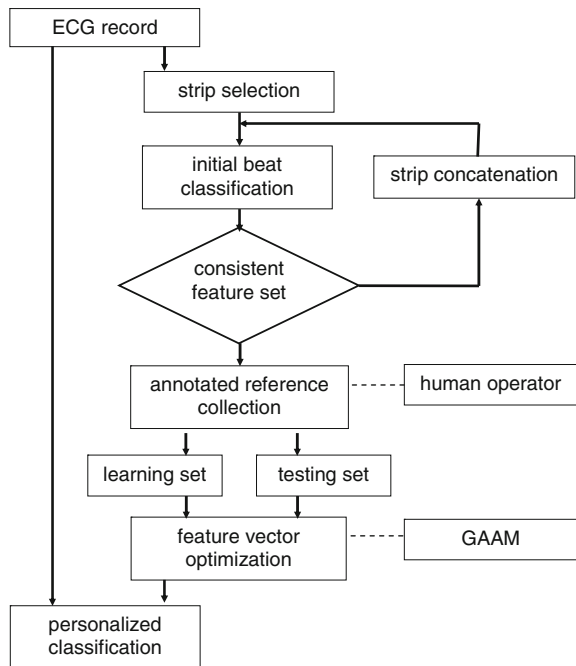 ECG record
strip selection
initial beat
classification
strip concatenation
consistent
feature set
annotated reference
collection
human operator
learning set
testing set
feature vector
optimization
GAAM
personalized
classification